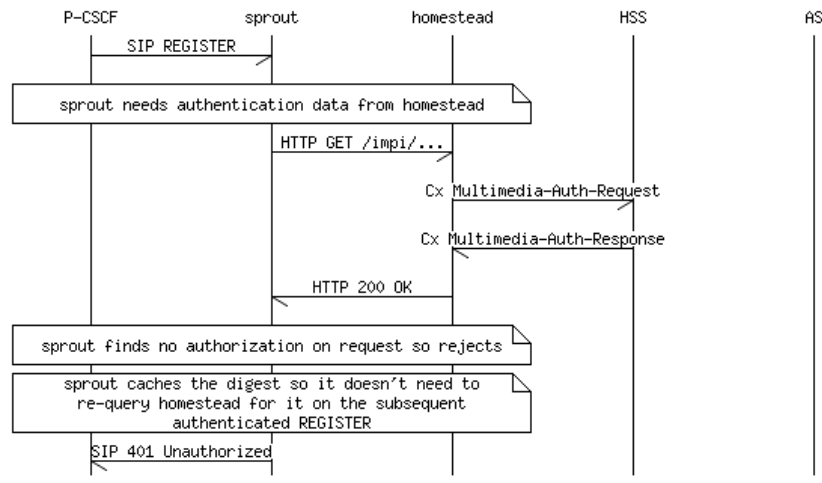 P-CSCF sprout homestead HSS AS
SIP REGISTER
sprout needs authentication data from homestead
HTTP GET /impi/...
Cx Multimedia-Auth-Request
Cx Multimedia-Auth-Response
HTTP 200 OK
sprout finds no authorization on request so rejects
sprout caches the digest so it doesn't need to
re-query homestead for it on the subsequent
authenticated REGISTER
SIP 401 Unauthorized